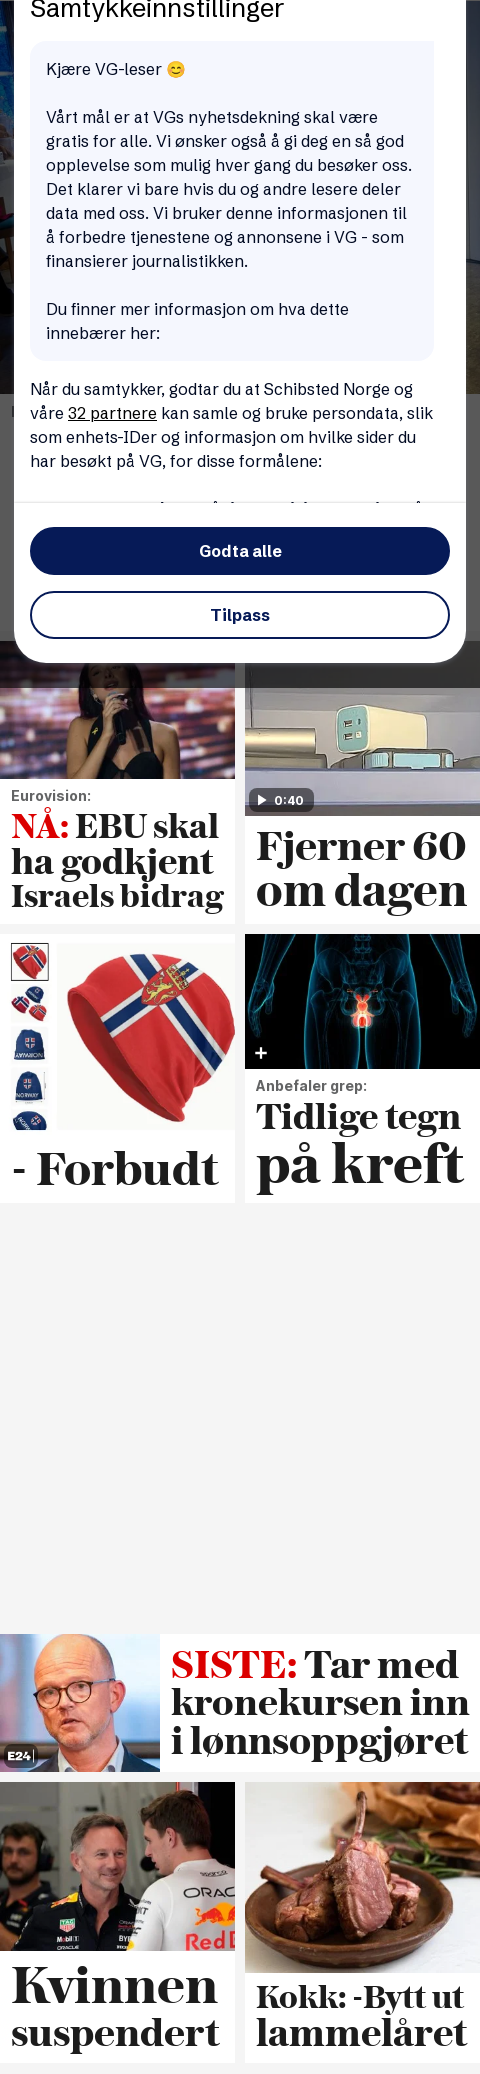 Samtykkeinnstillinger
Kjære VG-leser 😊
Vårt mål er at VGs nyhetsdekning skal være
gratis for alle. Vi ønsker også å gi deg en så god
opplevelse som mulig hver gang du besøker oss.
Det klarer vi bare hvis du og andre lesere deler
data med oss. Vi bruker denne informasjonen til
å forbedre tjenestene og annonsene i VG - som
finansierer journalistikken.
Du finner mer informasjon om hva dette
innebærer her:
Når du samtykker, godtar du at Schibsted Norge og
våre 32 partnere kan samle og bruke persondata, slik
som enhets-IDer og informasjon om hvilke sider du
har besøkt på VG, for disse formålene:
Godta alle
Tilpass
Eurovision:
NÅ: EBU skal
ha godkjent
Israels bidrag
0:40
Fjerner 60
om dagen
NORWAY
- Forbudt
Anbefaler grep:
Tidlige tegn
på kreft
E24
SISTE: Tar med
kronekursen inn
i lønnsoppgjøret
ORAC
Red
Mobil
ORACLE
Kvinnen
suspendert
Kokk: -Bytt ut
lammelåret